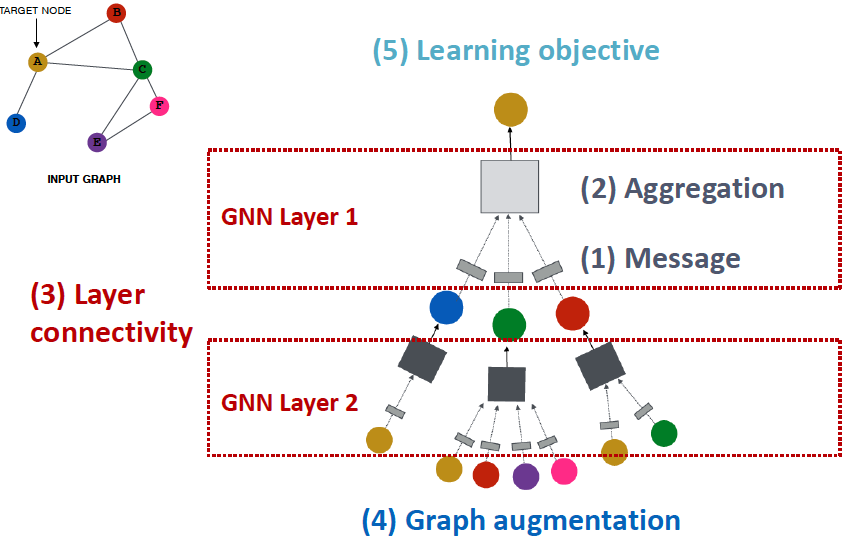 TARGET NODE
B
A
C
F
D
E
INPUT GRAPH
(5) Learning objective
GNN Layer 1
(2) Aggregation
(1) Message
(3) Layer
connectivity
GNN Layer 2
(4) Graph augmentation